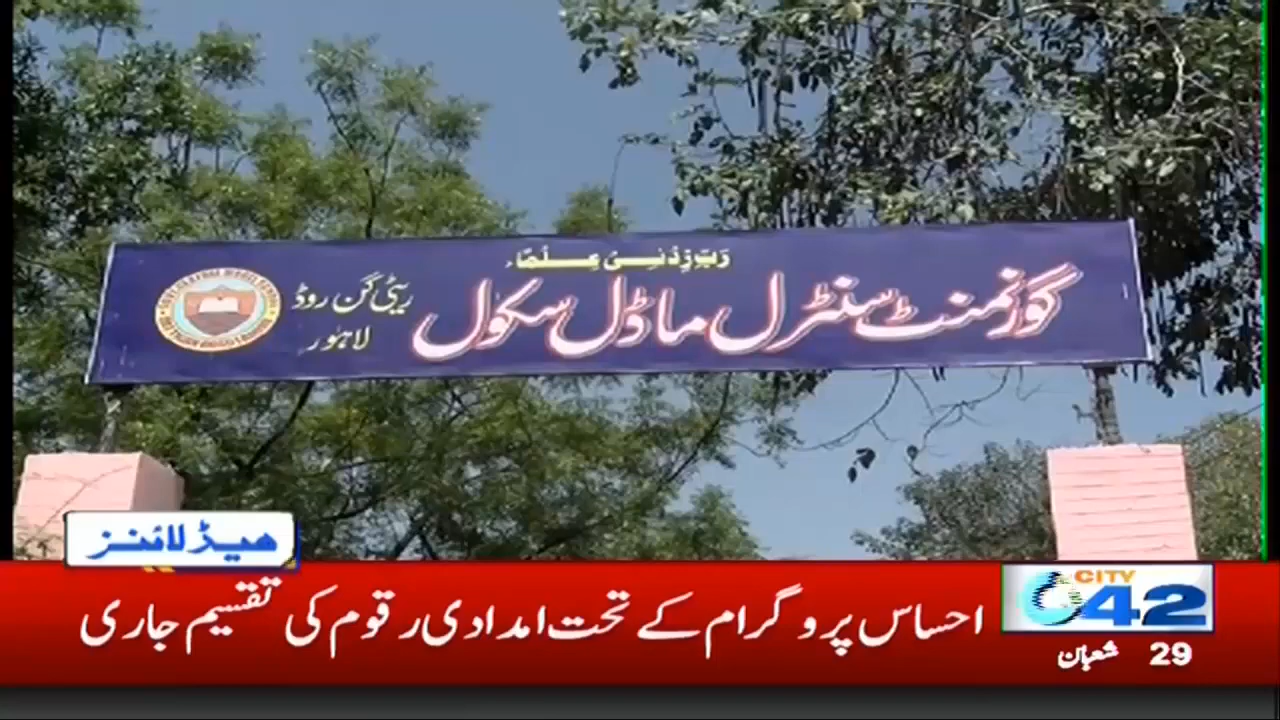 رَبِّ زِدْنِی عِلْمًا
گورنمنٹ سنٹرل ماڈل سکول
ریٹی گن روڈ
لاہور
ہیڈ لائنز
CITY
42
احساس پروگرام کے تحت امدادی رقوم کی تقسیم جاری
29 شعبان